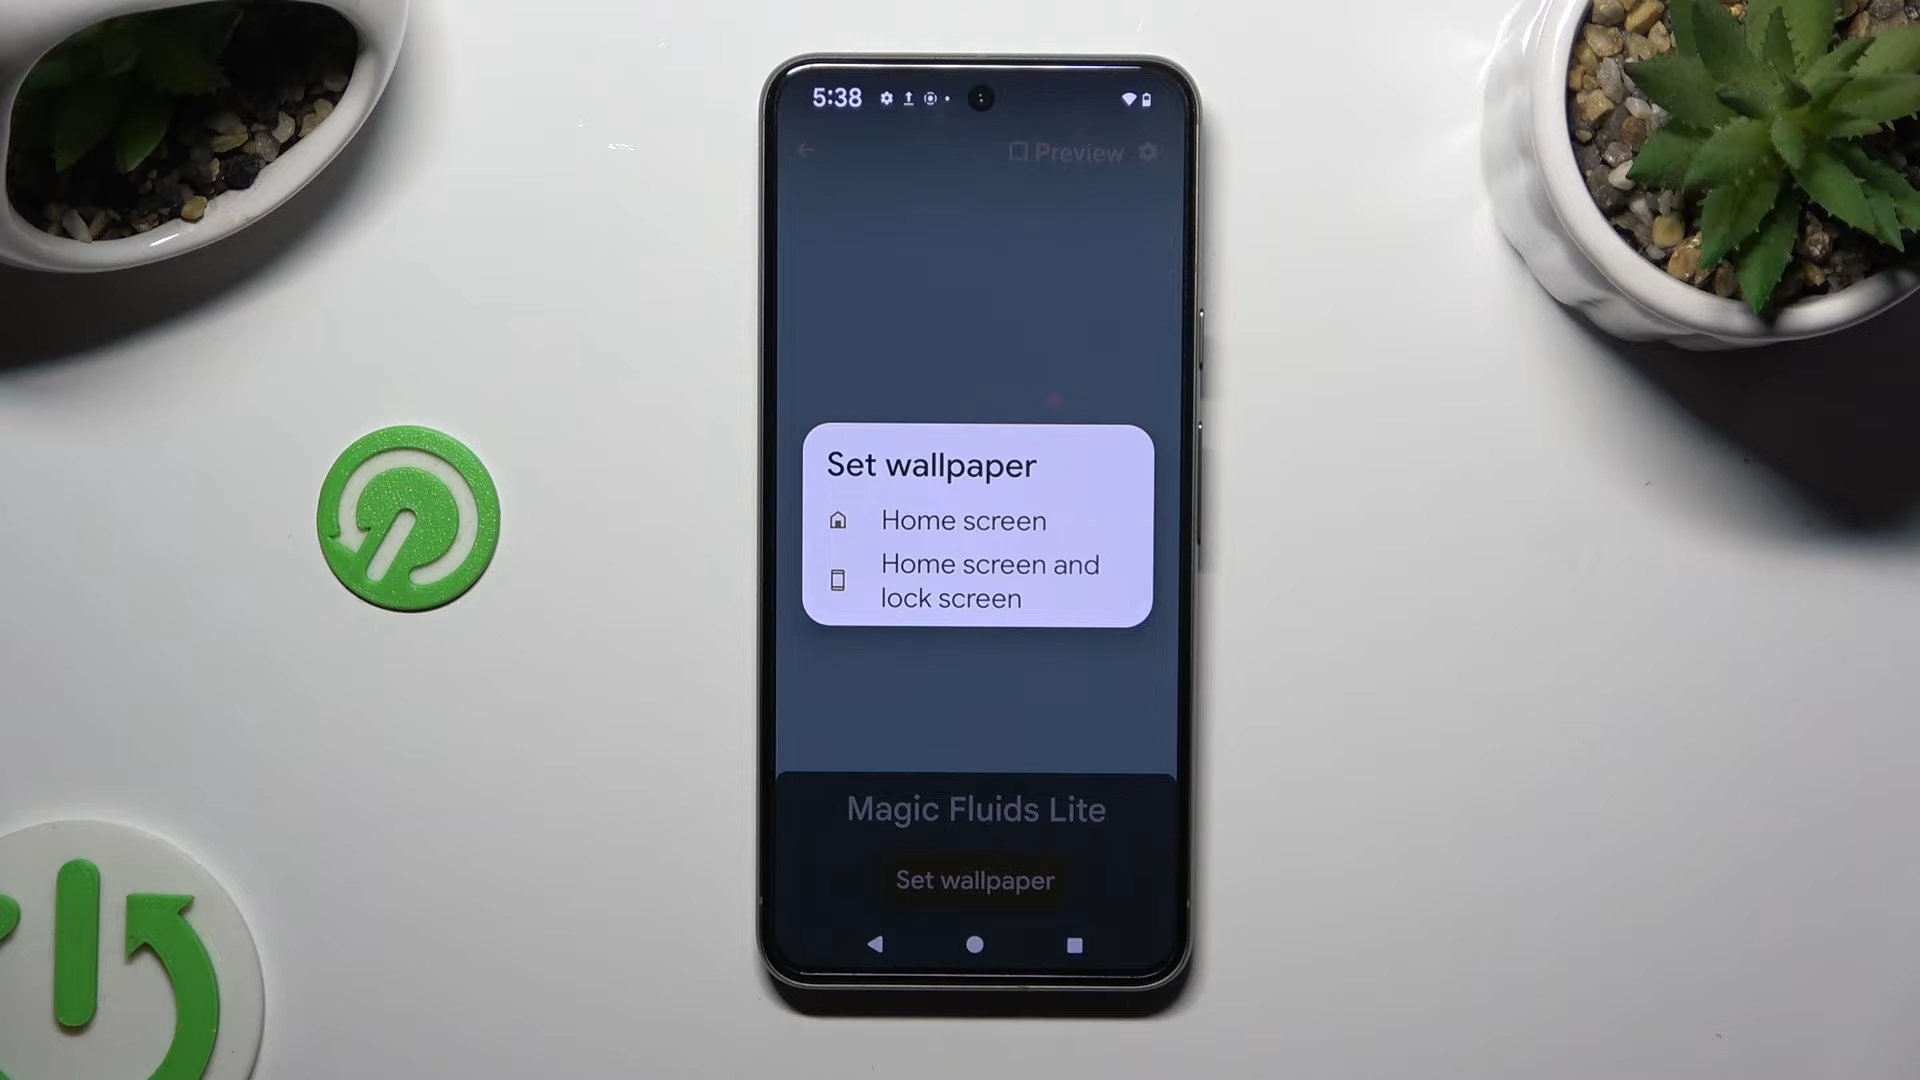 5:38
Preview
Set wallpaper
Home screen
Home screen and
lock screen
Magic Fluids Lite
Set wallpaper